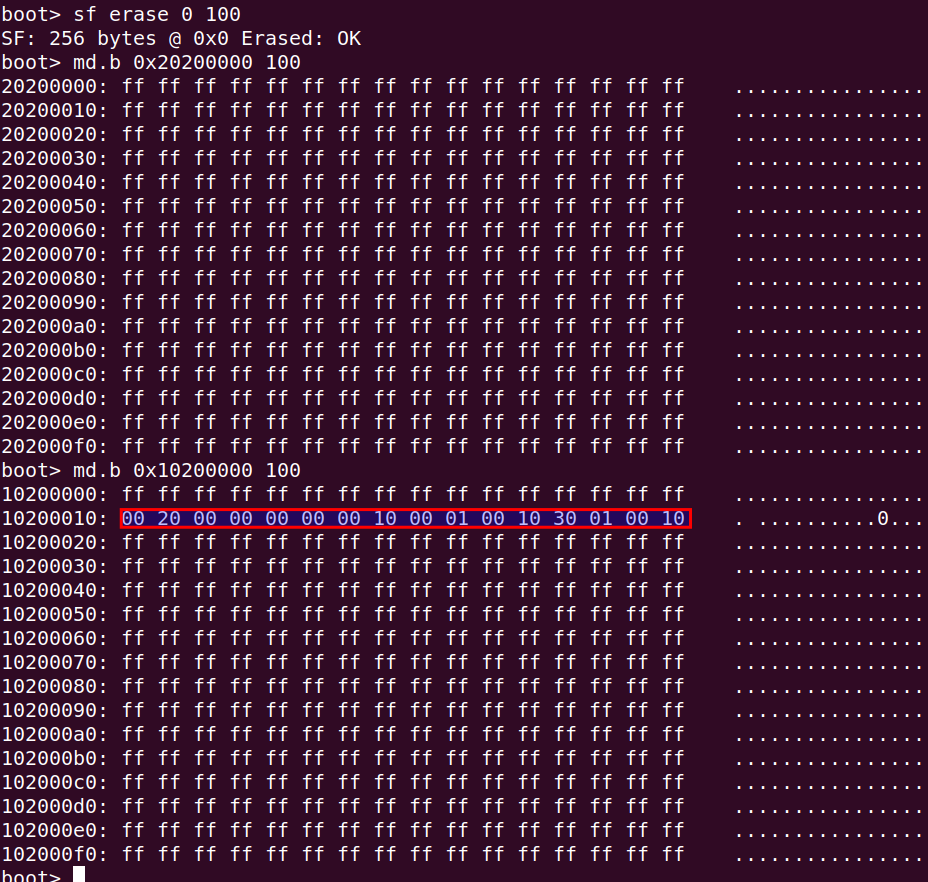 boot> sf erase 0 100
SF: 256 bytes @ 0x0 Erased: OK
boot> md.b 0x20200000 100
20200000: ff ff ff ff ff ff ff ff ff ff ff ff ff ff ff ff    ................
20200010: ff ff ff ff ff ff ff ff ff ff ff ff ff ff ff ff    ................
20200020: ff ff ff ff ff ff ff ff ff ff ff ff ff ff ff ff    ................
20200030: ff ff ff ff ff ff ff ff ff ff ff ff ff ff ff ff    ................
20200040: ff ff ff ff ff ff ff ff ff ff ff ff ff ff ff ff    ................
20200050: ff ff ff ff ff ff ff ff ff ff ff ff ff ff ff ff    ................
20200060: ff ff ff ff ff ff ff ff ff ff ff ff ff ff ff ff    ................
20200070: ff ff ff ff ff ff ff ff ff ff ff ff ff ff ff ff    ................
20200080: ff ff ff ff ff ff ff ff ff ff ff ff ff ff ff ff    ................
20200090: ff ff ff ff ff ff ff ff ff ff ff ff ff ff ff ff    ................
202000a0: ff ff ff ff ff ff ff ff ff ff ff ff ff ff ff ff    ................
202000b0: ff ff ff ff ff ff ff ff ff ff ff ff ff ff ff ff    ................
202000c0: ff ff ff ff ff ff ff ff ff ff ff ff ff ff ff ff    ................
202000d0: ff ff ff ff ff ff ff ff ff ff ff ff ff ff ff ff    ................
202000e0: ff ff ff ff ff ff ff ff ff ff ff ff ff ff ff ff    ................
202000f0: ff ff ff ff ff ff ff ff ff ff ff ff ff ff ff ff    ................
boot> md.b 0x10200000 100
10200000: ff ff ff ff ff ff ff ff ff ff ff ff ff ff ff ff    ................
10200010: 00 20 00 00 00 00 00 10 00 01 00 10 30 01 00 10    . ..........0...
10200020: ff ff ff ff ff ff ff ff ff ff ff ff ff ff ff ff    ................
10200030: ff ff ff ff ff ff ff ff ff ff ff ff ff ff ff ff    ................
10200040: ff ff ff ff ff ff ff ff ff ff ff ff ff ff ff ff    ................
10200050: ff ff ff ff ff ff ff ff ff ff ff ff ff ff ff ff    ................
10200060: ff ff ff ff ff ff ff ff ff ff ff ff ff ff ff ff    ................
10200070: ff ff ff ff ff ff ff ff ff ff ff ff ff ff ff ff    ................
10200080: ff ff ff ff ff ff ff ff ff ff ff ff ff ff ff ff    ................
10200090: ff ff ff ff ff ff ff ff ff ff ff ff ff ff ff ff    ................
102000a0: ff ff ff ff ff ff ff ff ff ff ff ff ff ff ff ff    ................
102000b0: ff ff ff ff ff ff ff ff ff ff ff ff ff ff ff ff    ................
102000c0: ff ff ff ff ff ff ff ff ff ff ff ff ff ff ff ff    ................
102000d0: ff ff ff ff ff ff ff ff ff ff ff ff ff ff ff ff    ................
102000e0: ff ff ff ff ff ff ff ff ff ff ff ff ff ff ff ff    ................
102000f0: ff ff ff ff ff ff ff ff ff ff ff ff ff ff ff ff    ................
boot>